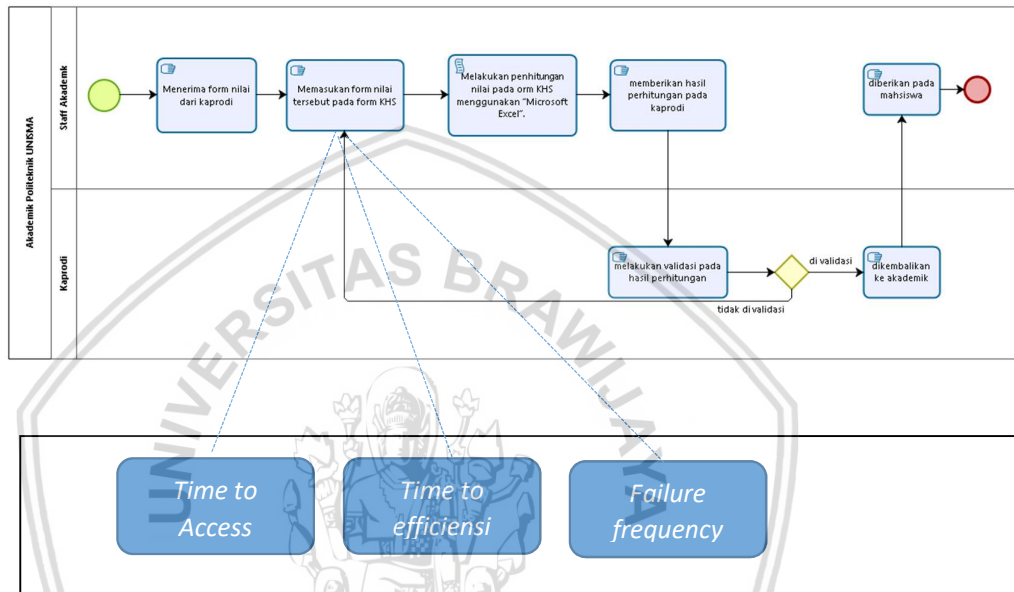 Akademik Politeknik UNISMA
Staff Akademk
Menerima form nilai
dari kaprodi
Memasukan form nilai
tersebut pada form KHS
Melakukan penhitungan
nilai pada orm KHS
menggunakan "Microsoft
Excel".
memberikan hasil
perhitungan pada
kaprodi
diberikan pada
mahsiswa
Kaprodi
melakukan validasi pada
hasil perhitungan
di validasi
tidak di validasi
dikembalikan
ke akademik
UNIVERSITAS BRAWIJAYA
Time to
Access
Time to
efficiensi
Failure
frequency